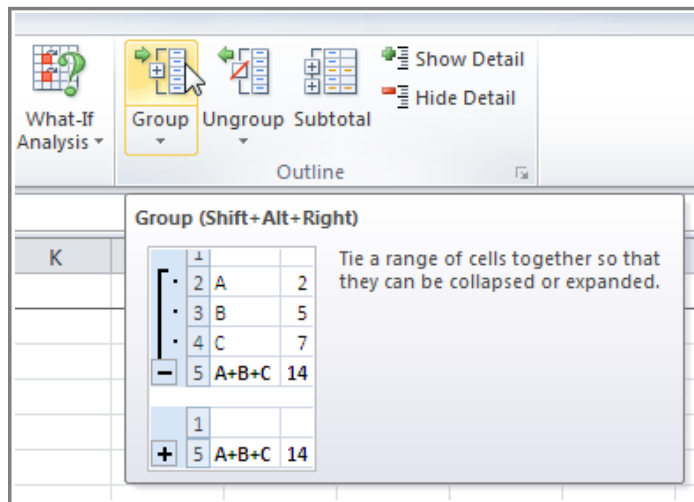 What-If
Analysis
Group
Ungroup
Subtotal
Show Detail
Hide Detail
Outline
Group (Shift+Alt+Right)
Tie a range of cells together so that
they can be collapsed or expanded.
K
1
2 A 2
3 B 5
4 C 7
5 A+B+C 14
1
5 A+B+C 14